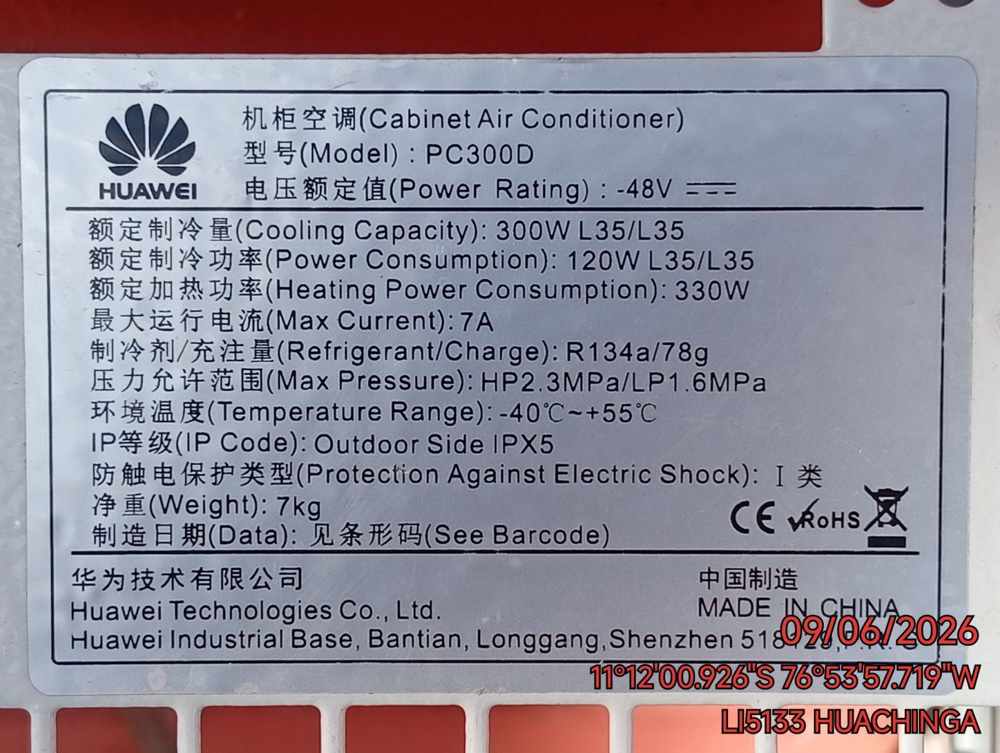 HUAWEI
机柜空调(Cabinet Air Conditioner)
型号(Model) : PC300D
电压额定值(Power Rating) : -48V
额定制冷量(Cooling Capacity): 300W L35/L35
额定制冷功率(Power Consumption): 120W L35/L35
额定加热功率(Heating Power Consumption): 330W
最大运行电流(Max Current): 7A
制冷剂/充注量(Refrigerant/Charge): R134a/78g
压力允许范围(Max Pressure): HP2.3MPa/LP1.6MPa
环境温度(Temperature Range): -40℃~+55℃
IP等级(IP Code): Outdoor Side IPX5
防触电保护类型(Protection Against Electric Shock): I 类
净重(Weight): 7kg
CE RoHS
制造日期(Data): 见条形码(See Barcode)
华为技术有限公司
中国制造
Huawei Technologies Co., Ltd.
MADE IN CHINA
Huawei Industrial Base, Bantian, Longgang,Shenzhen 518129,P.R. C
09/06/2026
11°12'00.926"S 76°53'57.719"W
LI5133 HUACHINGA